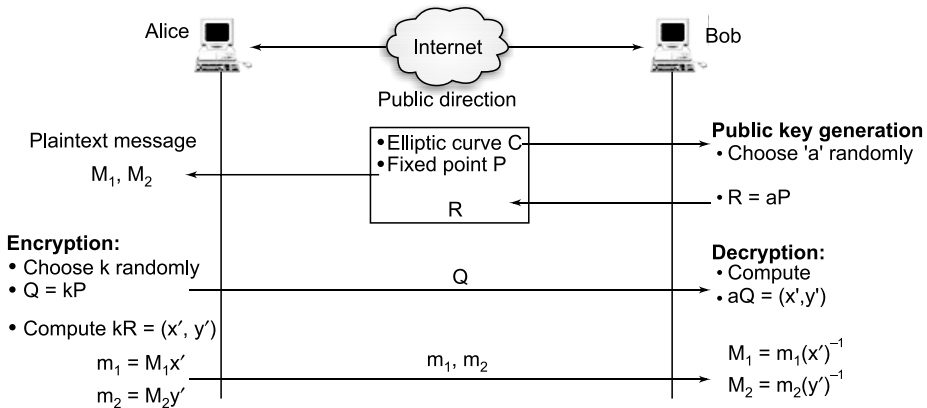 Alice
Internet
Bob
Public direction
Plaintext message
M₁, M₂
• Elliptic curve C
• Fixed point P
R
Public key generation
• Choose 'a' randomly
• R = aP
Encryption:
• Choose k randomly
• Q = kP
• Compute kR = (x′, y′)
m₁ = M₁x′
m₂ = M₂y′
Q
m₁, m₂
Decryption:
• Compute
• aQ = (x',y')
M₁ = m₁(x′)⁻¹
M₂ = m₂(y′)⁻¹